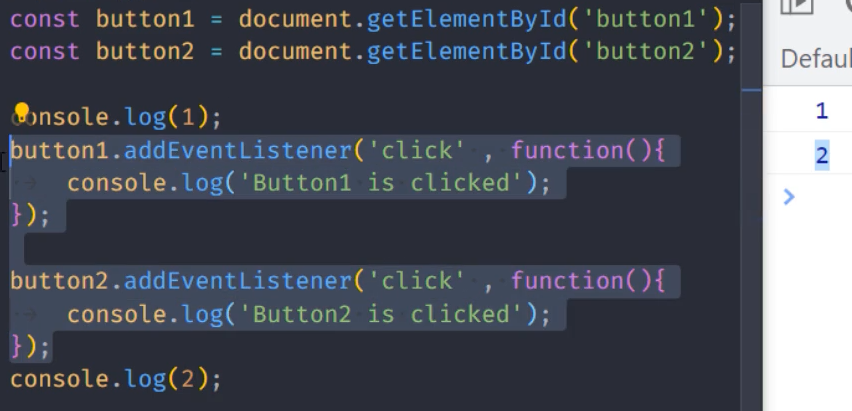 const button1 = document.getElementById('button1');
const button2 = document.getElementById('button2');
console.log(1);
button1.addEventListener('click' , function(){
console.log('Button1 is clicked');
});
button2.addEventListener('click' , function(){
console.log('Button2 is clicked');
});
console.log(2);
Defaul
1
2